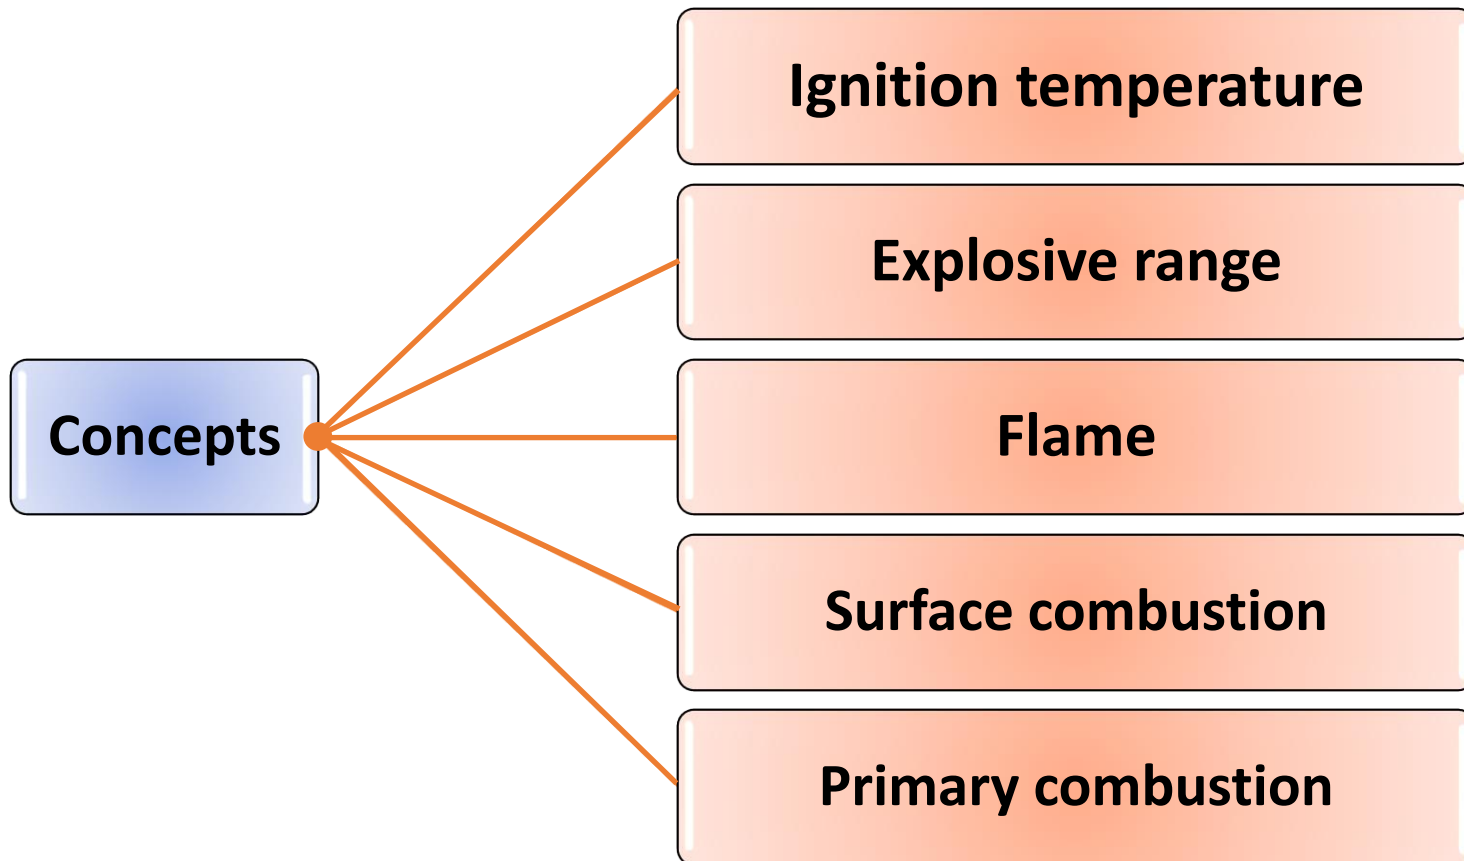 Concepts
Ignition temperature
Explosive range
Flame
Surface combustion
Primary combustion